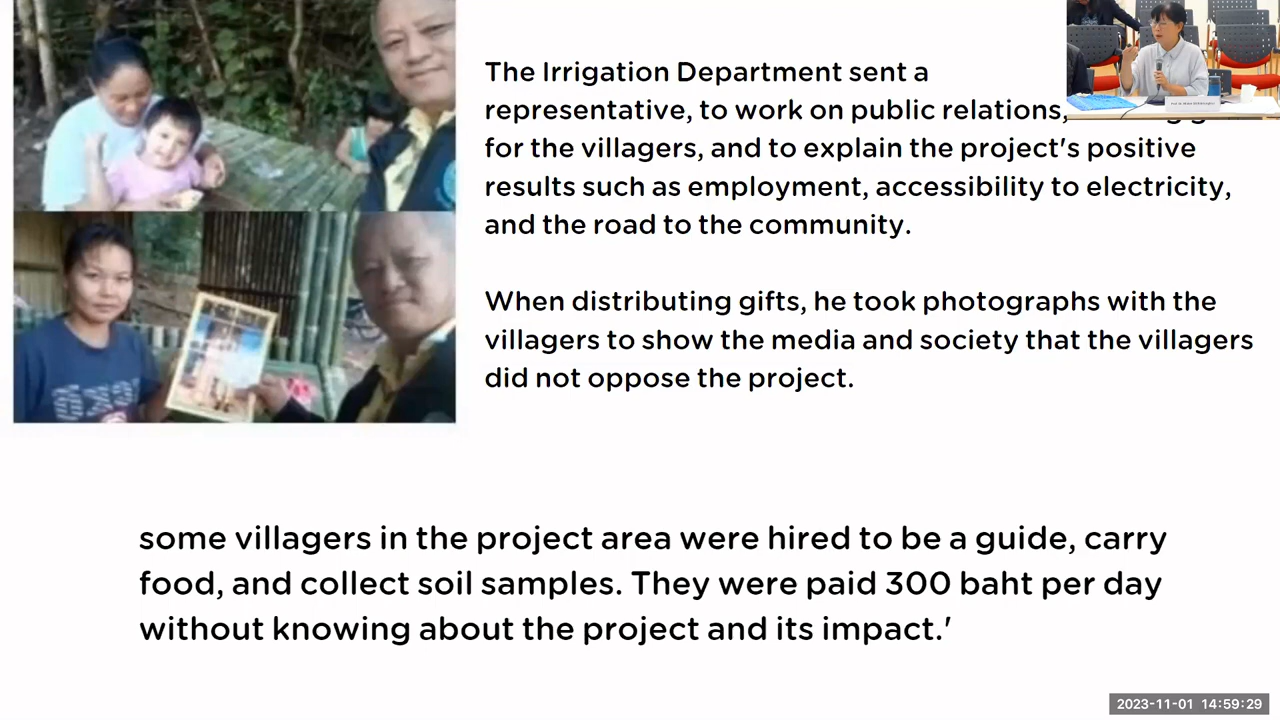 The Irrigation Department sent a
representative, to work on public relations,
for the villagers, and to explain the project's positive
results such as employment, accessibility to electricity,
and the road to the community.
When distributing gifts, he took photographs with the
villagers to show the media and society that the villagers
did not oppose the project.
some villagers in the project area were hired to be a guide, carry
food, and collect soil samples. They were paid 300 baht per day
without knowing about the project and its impact.'
2023-11-01 14:59:29